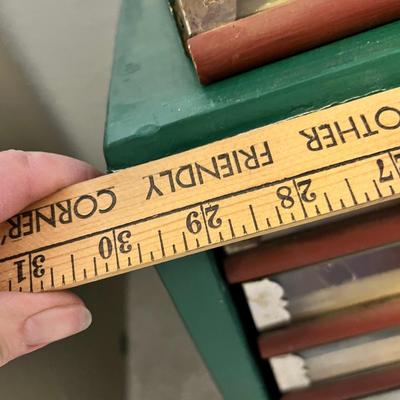 27 28 29 30 31
OTHER FRIENDLY CORNER